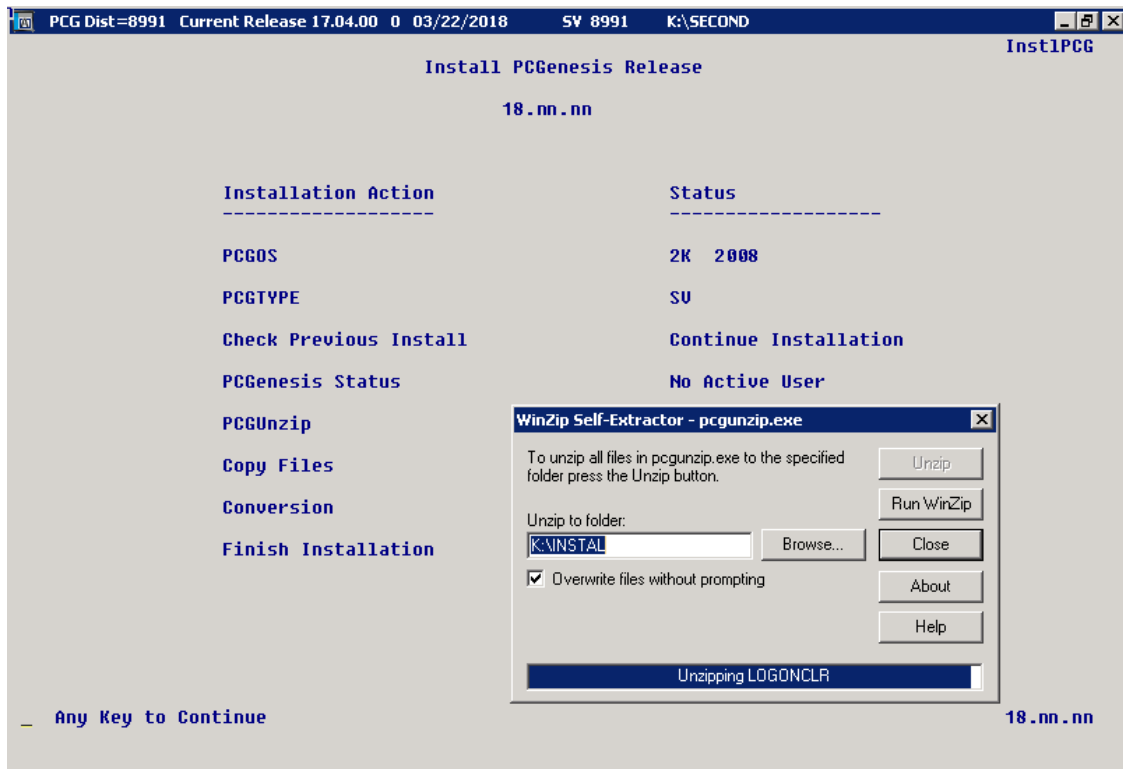 PCG Dist=8991 Current Release 17.04.00 0 03/22/2018 SV 8991 K:\SECOND
InstlPCG
Install PCGenesis Release
18.nn.nn
Installation Action Status
------------------- -------------------
PCGOS 2K 2008
PCGTYPE SV
Check Previous Install Continue Installation
PCGenesis Status No Active User
PCGUnzip
Copy Files
Conversion
Finish Installation
WinZip Self-Extractor - pcgunzip.exe
To unzip all files in pcgunzip.exe to the specified
folder press the Unzip button.
Unzip to folder:
K:\INSTAL
Browse...
Overwrite files without prompting
Unzip
Run WinZip
Close
About
Help
Unzipping LOGONCLR
_ Any Key to Continue 18.nn.nn